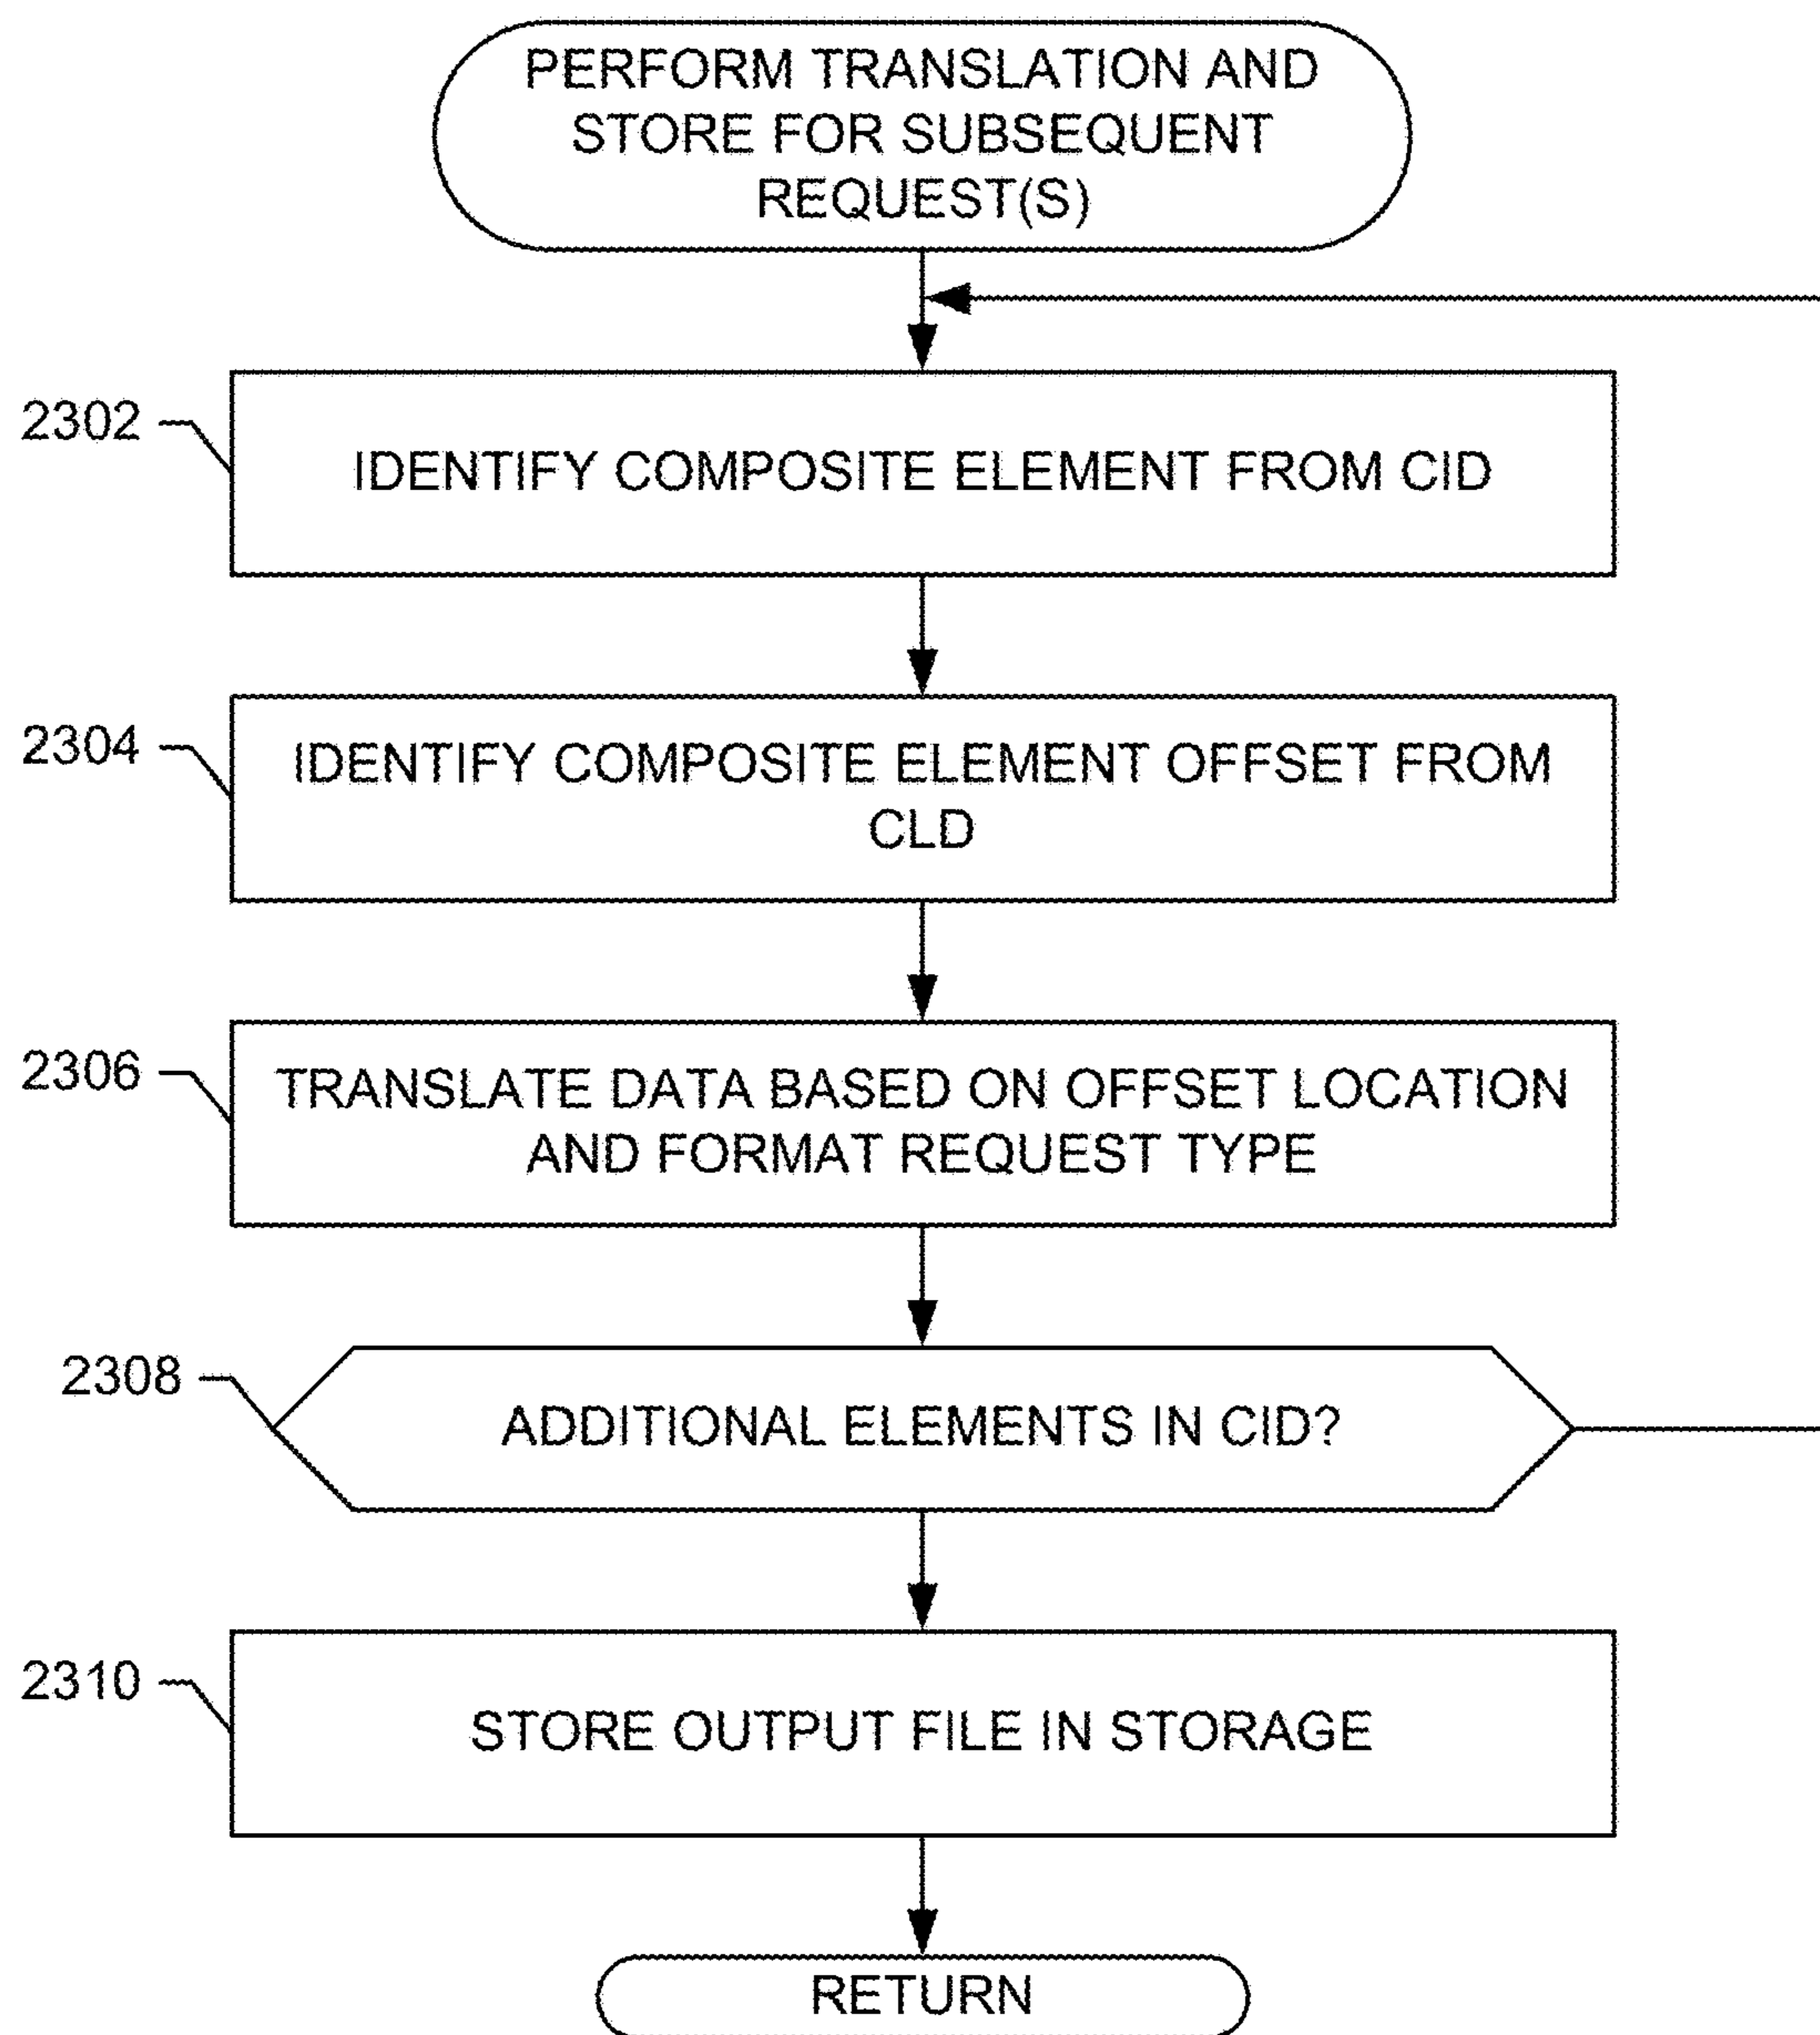 PERFORM TRANSLATION AND
STORE FOR SUBSEQUENT
REQUEST(S)
2302
IDENTIFY COMPOSITE ELEMENT FROM CID
2304
IDENTIFY COMPOSITE ELEMENT OFFSET FROM
CLD
2306
TRANSLATE DATA BASED ON OFFSET LOCATION
AND FORMAT REQUEST TYPE
2308
ADDITIONAL ELEMENTS IN CID?
2310
STORE OUTPUT FILE IN STORAGE
RETURN